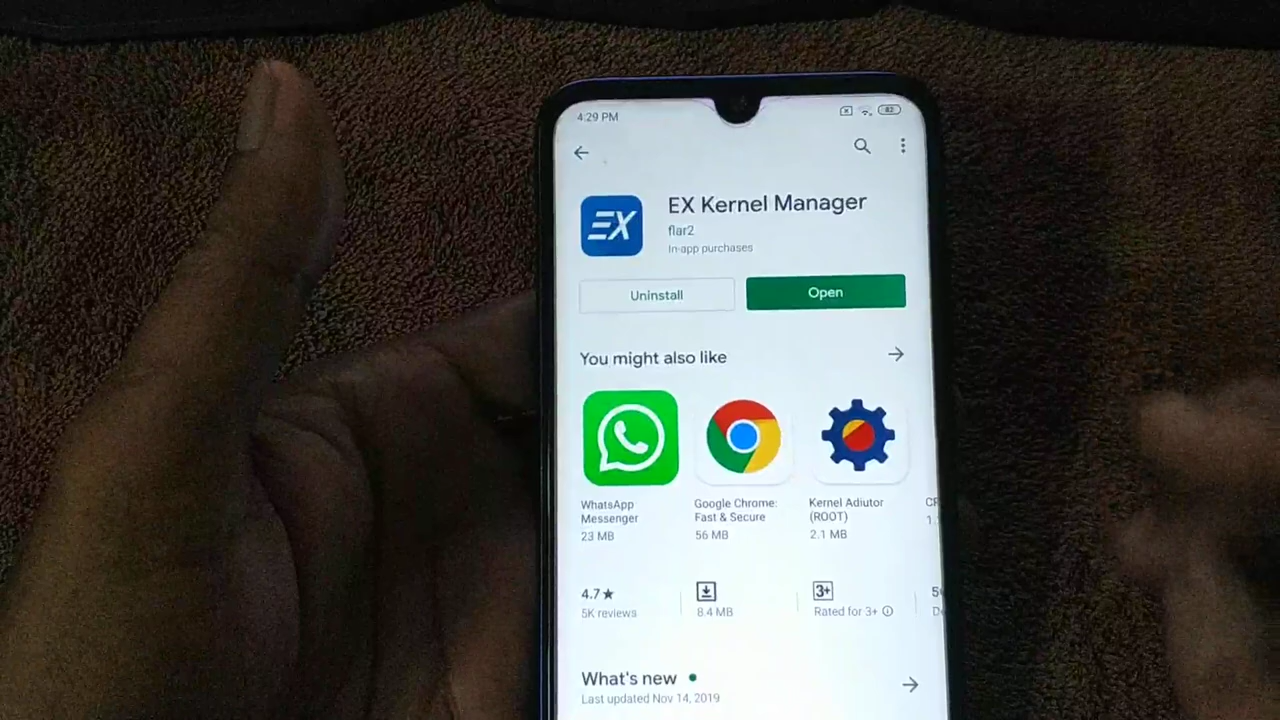 4:29 PM
82
EX
EX Kernel Manager
flar2
In-app purchases
Uninstall
Open
You might also like
WhatsApp
Messenger
23 MB
Google Chrome:
Fast & Secure
56 MB
Kernel Adiutor
(ROOT)
2.1 MB
4.7★
5K reviews
8.4 MB
3+
Rated for 3+
What's new
Last updated Nov 14, 2019